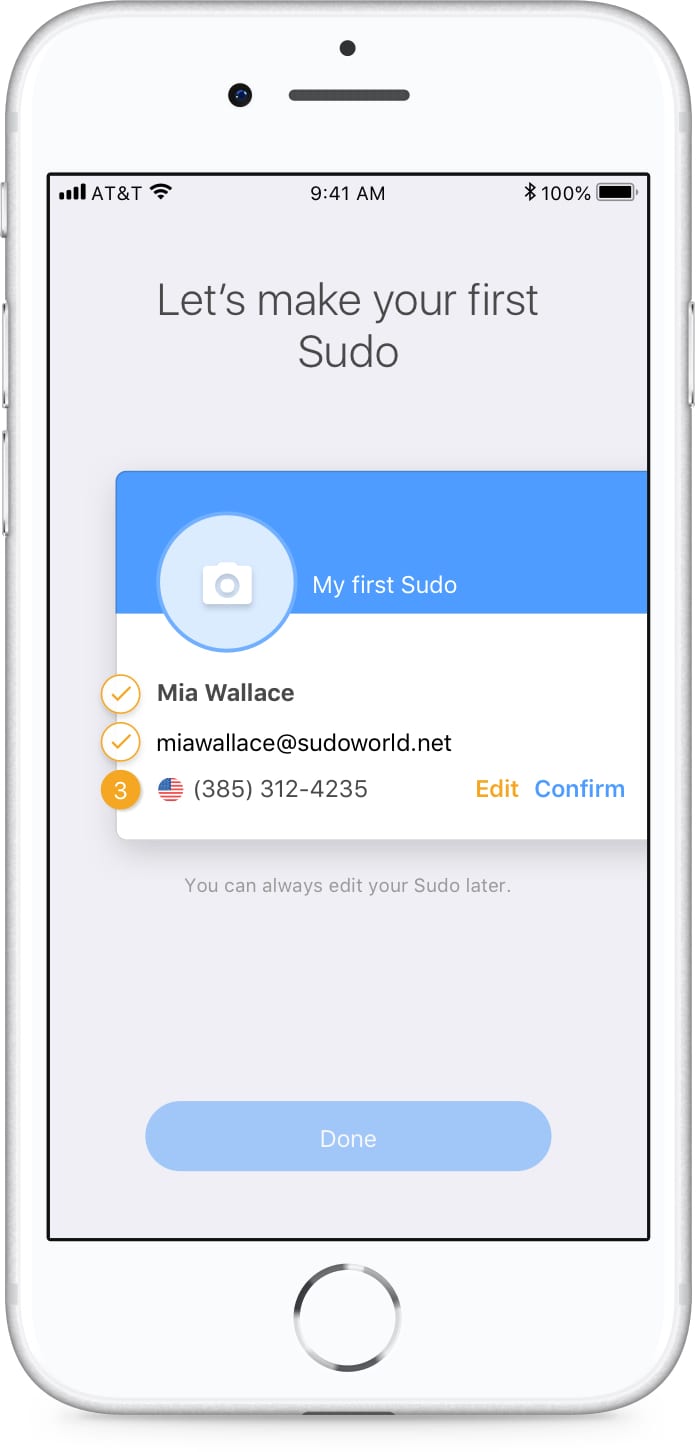 AT&T 9:41 AM 100%
Let’s make your first
Sudo
My first Sudo
Mia Wallace
miawallace@sudoworld.net
3 (385) 312-4235 Edit Confirm
You can always edit your Sudo later.
Done